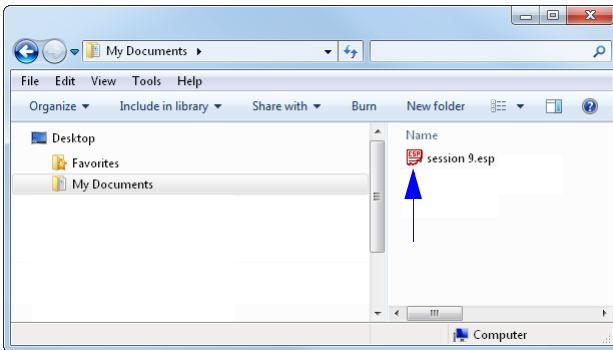 My Documents
File Edit View Tools Help
Organize Include in library Share with Burn New folder
Desktop
Favorites
My Documents
Name
ESP session 9.esp
Computer